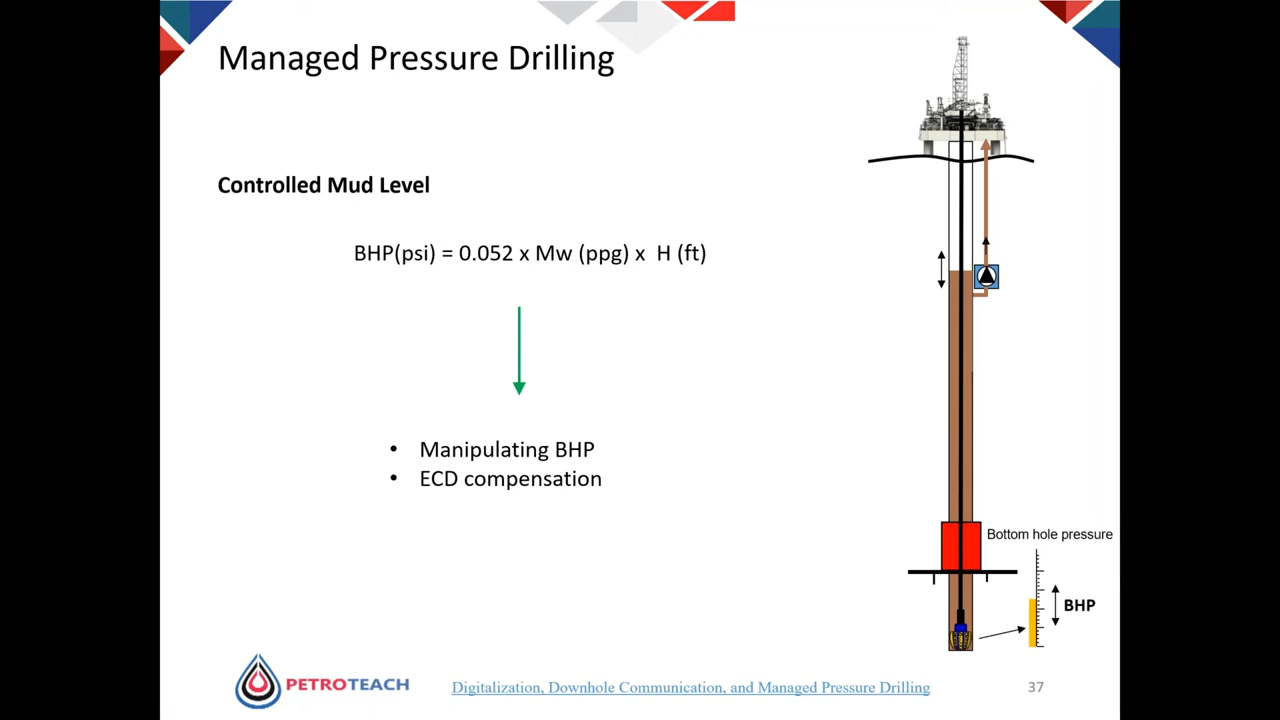 Managed Pressure Drilling
Controlled Mud Level
BHP(psi) = 0.052 x Mw (ppg) x H (ft)
• Manipulating BHP
• ECD compensation
Bottom hole pressure
BHP
PETROTEACH
Digitalization, Downhole Communication, and Managed Pressure Drilling
37